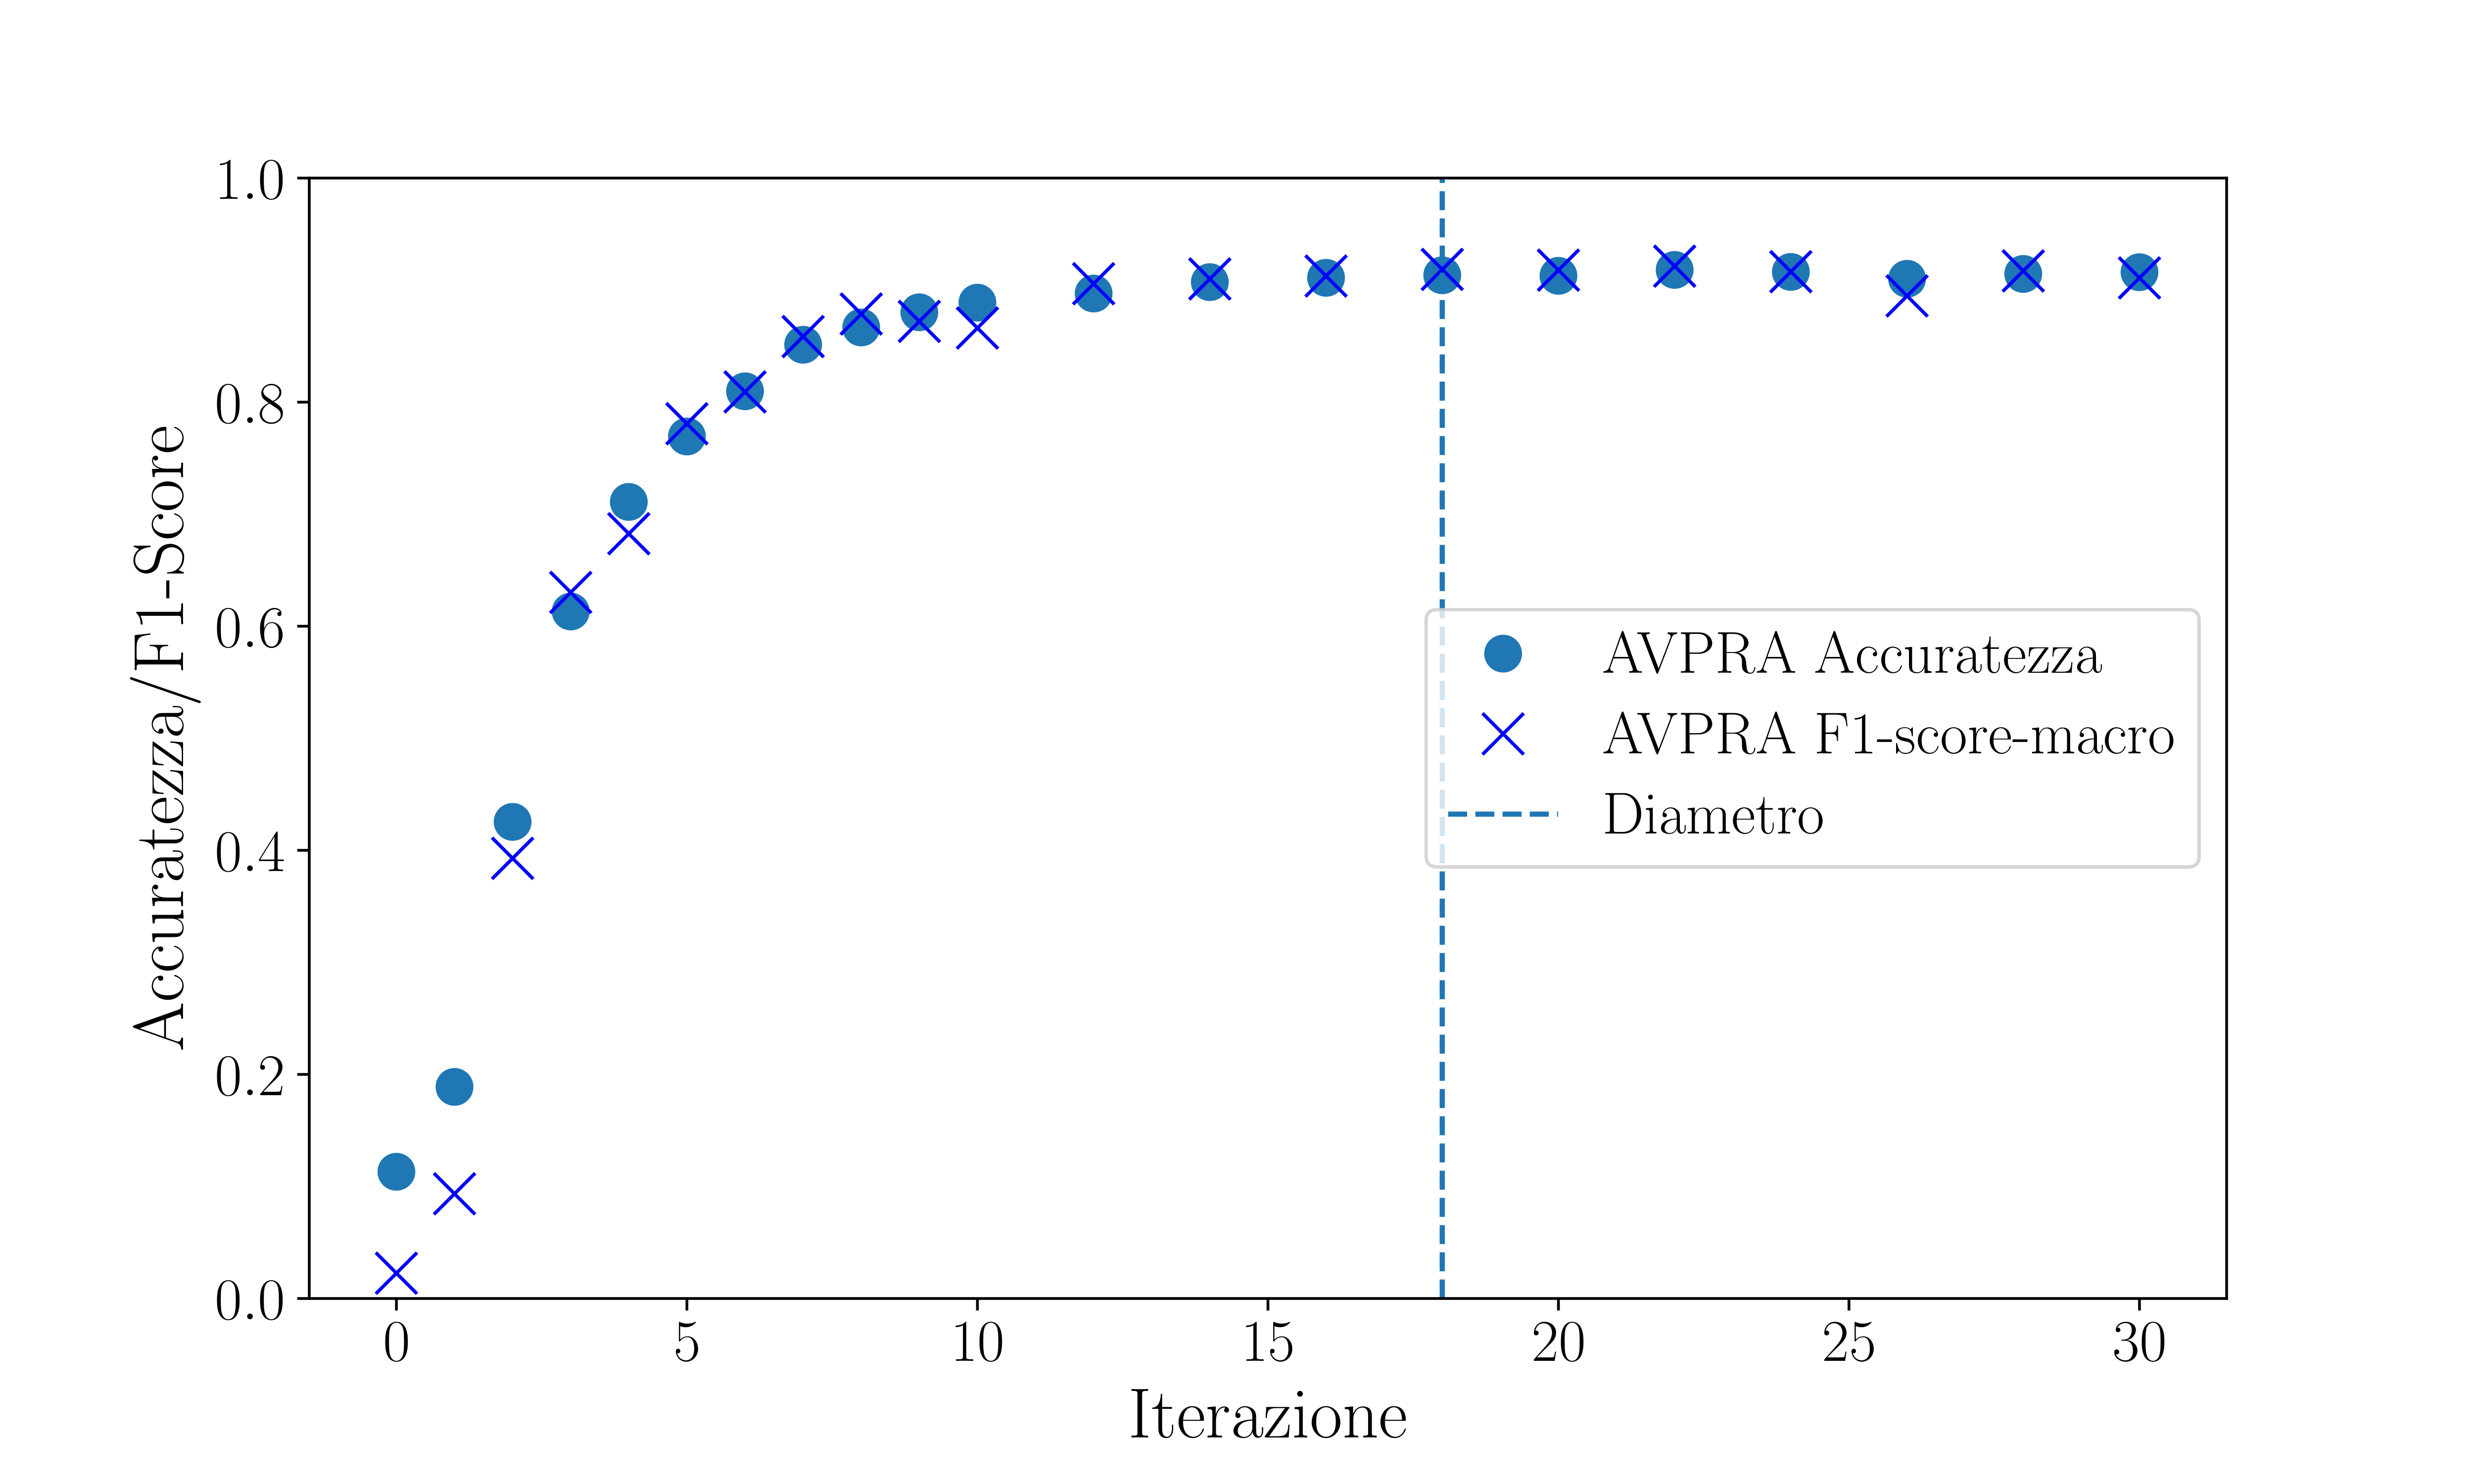 1.0
0.8
0.6
0.4
0.2
0.0
Accuratezza/F1-Score
AVPRA Accuratezza
AVPRA F1-score-macro
Diametro
0 5 10 15 20 25 30
Iterazione